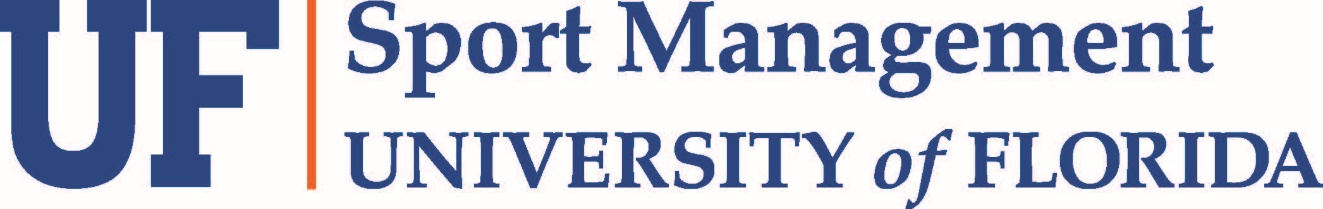 UF
Sport Management
UNIVERSITY of FLORIDA